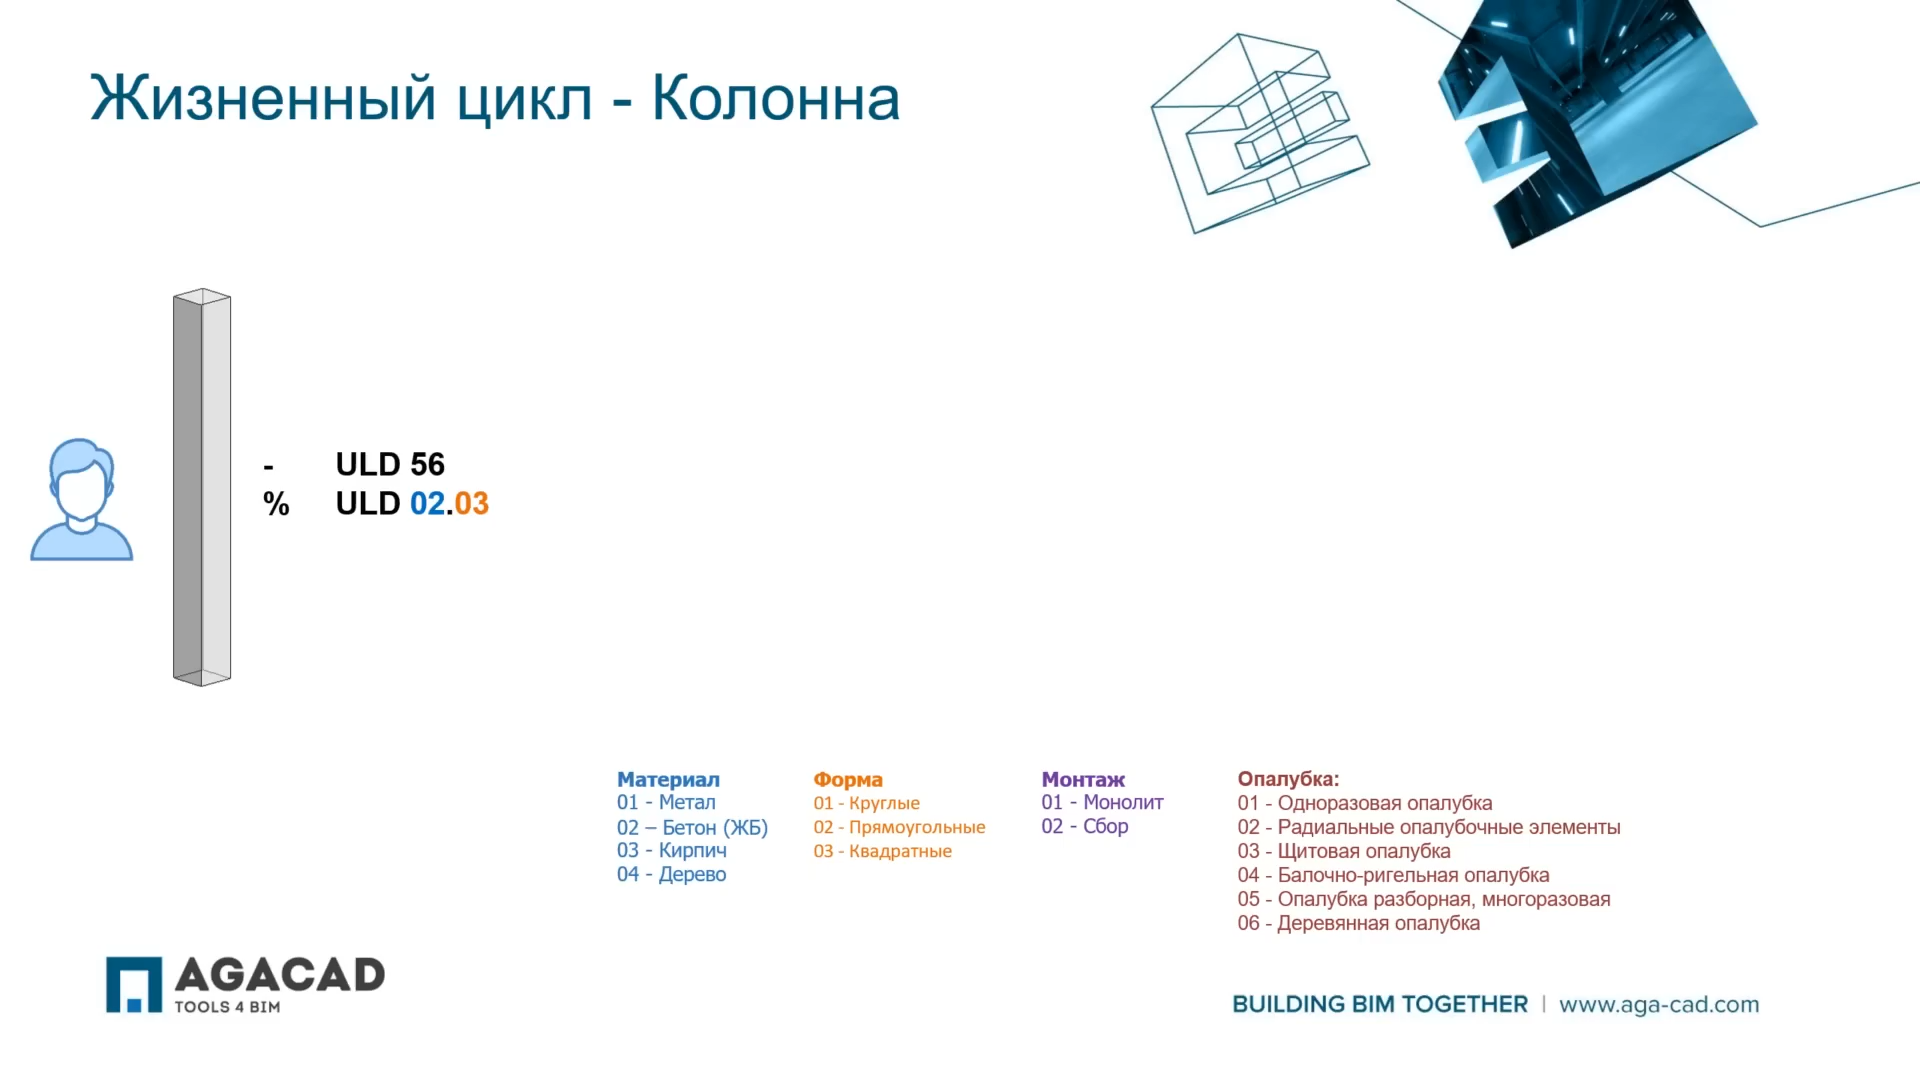 Жизненный цикл - Колонна
- ULD 56
% ULD 02.03
Материал
01 - Метал
02 – Бетон (ЖБ)
03 - Кирпич
04 - Дерево
Форма
01 - Круглые
02 - Прямоугольные
03 - Квадратные
Монтаж
01 - Монолит
02 - Сбор
Опалубка:
01 - Одноразовая опалубка
02 - Радиальные опалубочные элементы
03 - Щитовая опалубка
04 - Балочно-ригельная опалубка
05 - Опалубка разборная, многоразовая
06 - Деревянная опалубка
AGACAD
TOOLS 4 BIM
BUILDING BIM TOGETHER | www.aga-cad.com